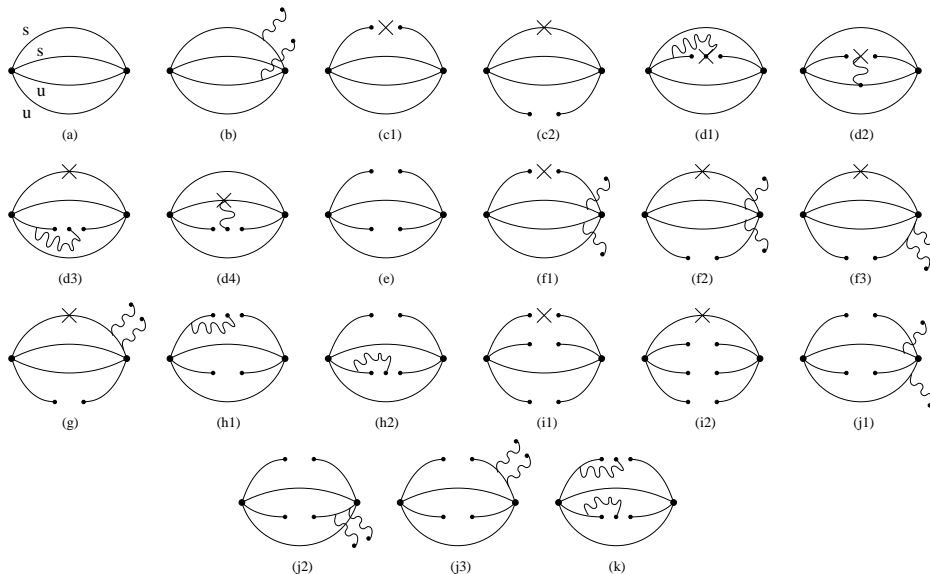 s
s
u
u
(a) (b) (c1) (c2) (d1) (d2)
(d3) (d4) (e) (f1) (f2) (f3)
(g) (h1) (h2) (i1) (i2) (j1)
(j2) (j3) (k)